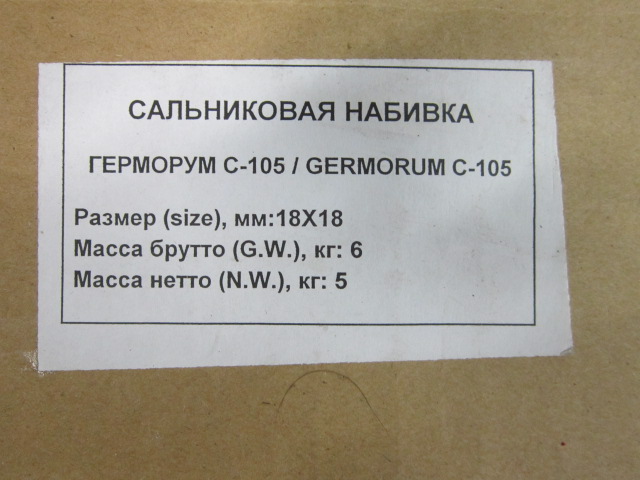 САЛЬНИКОВАЯ НАБИВКА
ГЕРМОРУМ С-105 / GERMORUM C-105
Размер (size), мм:18X18
Масса брутто (G.W.), кг: 6
Масса нетто (N.W.), кг: 5